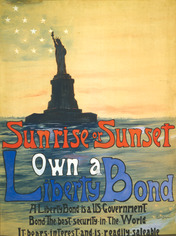 Sunrise or Sunset
Own a
Liberty Bond
A Liberty Bond is a US Government
Bond The best security in The World
It bears interest and is readily saleable